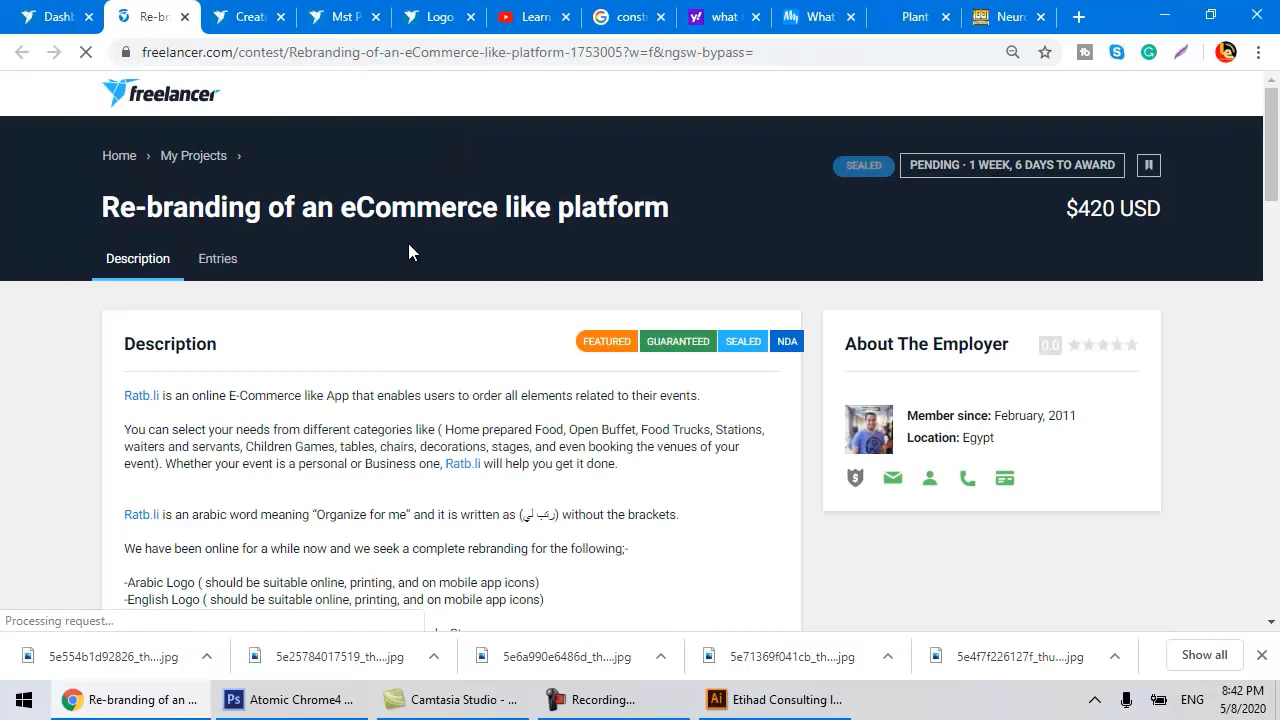 Dashb
Re-bra
Create
Mst Po
Logo
Learn
const
what
What
Plant
Neuro
freelancer.com/contest/Rebranding-of-an-eCommerce-like-platform-1753005?w=f&ngsw-bypass=
freelancer
Home › My Projects ›
SEALED
PENDING · 1 WEEK, 6 DAYS TO AWARD
Re-branding of an eCommerce like platform
$420 USD
Description
Entries
Description
FEATURED GUARANTEED SEALED NDA
Ratb.li is an online E-Commerce like App that enables users to order all elements related to their events.
You can select your needs from different categories like ( Home prepared Food, Open Buffet, Food Trucks, Stations,
waiters and servants, Children Games, tables, chairs, decorations, stages, and even booking the venues of your
event). Whether your event is a personal or Business one, Ratb.li will help you get it done.
Ratb.li is an arabic word meaning “Organize for me” and it is written as (رتب لي) without the brackets.
We have been online for a while now and we seek a complete rebranding for the following;-
-Arabic Logo ( should be suitable online, printing, and on mobile app icons)
-English Logo ( should be suitable online, printing, and on mobile app icons)
About The Employer
0.0
Member since: February, 2011
Location: Egypt
Processing request...
5e554b1d92826_th....jpg
5e25784017519_th....jpg
5e6a990e6486d_th....jpg
5e71369f041cb_th....jpg
5e4f7f226127f_thu....jpg
Show all
Re-branding of an ...
Atomic Chrome4 ...
Camtasia Studio - ...
Recording...
Etihad Consulting l...
ENG
8:42 PM
5/8/2020